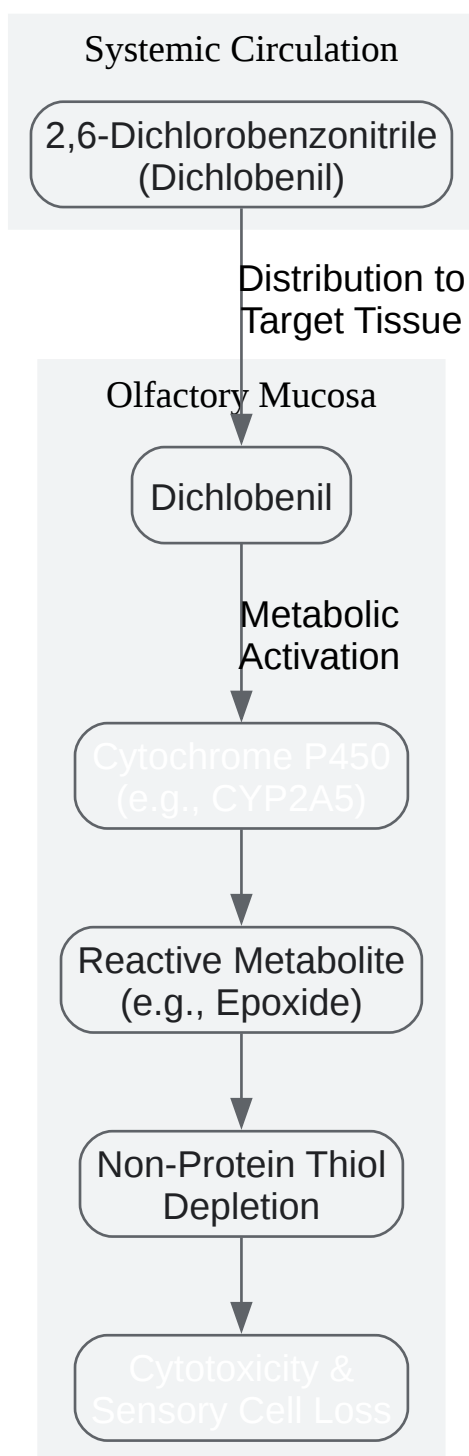 Systemic Circulation
2,6-Dichlorobenzonitrile
(Dichlobenil)
Distribution to
Target Tissue
Olfactory Mucosa
Dichlobenil
Metabolic
Activation
Cytochrome P450
(e.g., CYP2A5)
Reactive Metabolite
(e.g., Epoxide)
Non-Protein Thiol
Depletion
Cytotoxicity &
Sensory Cell Loss